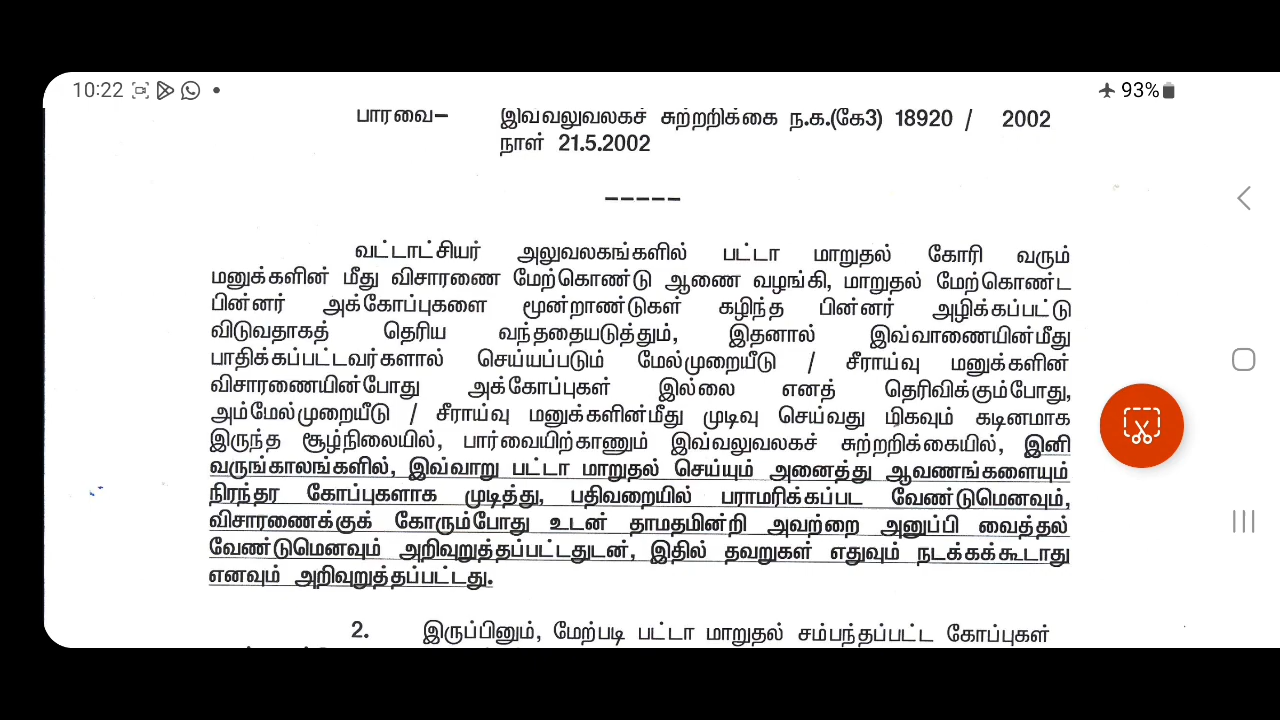 10:22
93%
பாரவை– இவ்வலுவலகச் சுற்றறிக்கை ந.க.(கே3) 18920 / 2002
நாள் 21.5.2002
–––––
வட்டாட்சியர் அலுவலகங்களில் பட்டா மாறுதல் கோரி வரும்
மனுக்களின் மீது விசாரணை மேற்கொண்டு ஆணை வழங்கி, மாறுதல் மேற்கொண்ட
பின்னர் அக்கோப்புகளை மூன்றாண்டுகள் கழிந்த பின்னர் அழிக்கப்பட்டு
விடுவதாகத் தெரிய வந்ததையடுத்தும், இதனால் இவ்வாணையின்மீது
பாதிக்கப்பட்டவர்களால் செய்யப்படும் மேல்முறையீடு / சீராய்வு மனுக்களின்
விசாரணையின்போது அக்கோப்புகள் இல்லை எனத் தெரிவிக்கும்போது,
அம்மேல்முறையீடு / சீராய்வு மனுக்களின்மீது முடிவு செய்வது மிகவும் கடினமாக
இருந்த சூழ்நிலையில், பார்வையிற்காணும் இவ்வலுவலகச் சுற்றறிக்கையில், இனி
வருங்காலங்களில், இவ்வாறு பட்டா மாறுதல் செய்யும் அனைத்து ஆவணங்களையும்
நிரந்தர கோப்புகளாக முடித்து, பதிவறையில் பராமரிக்கப்பட வேண்டுமெனவும்,
விசாரணைக்குக் கோரும்போது உடன் தாமதமின்றி அவற்றை அனுப்பி வைத்தல்
வேண்டுமெனவும் அறிவுறுத்தப்பட்டதுடன், இதில் தவறுகள் எதுவும் நடக்கக்கூடாது
எனவும் அறிவுறுத்தப்பட்டது.
2. இருப்பினும், மேற்படி பட்டா மாறுதல் சம்பந்தப்பட்ட கோப்புகள்